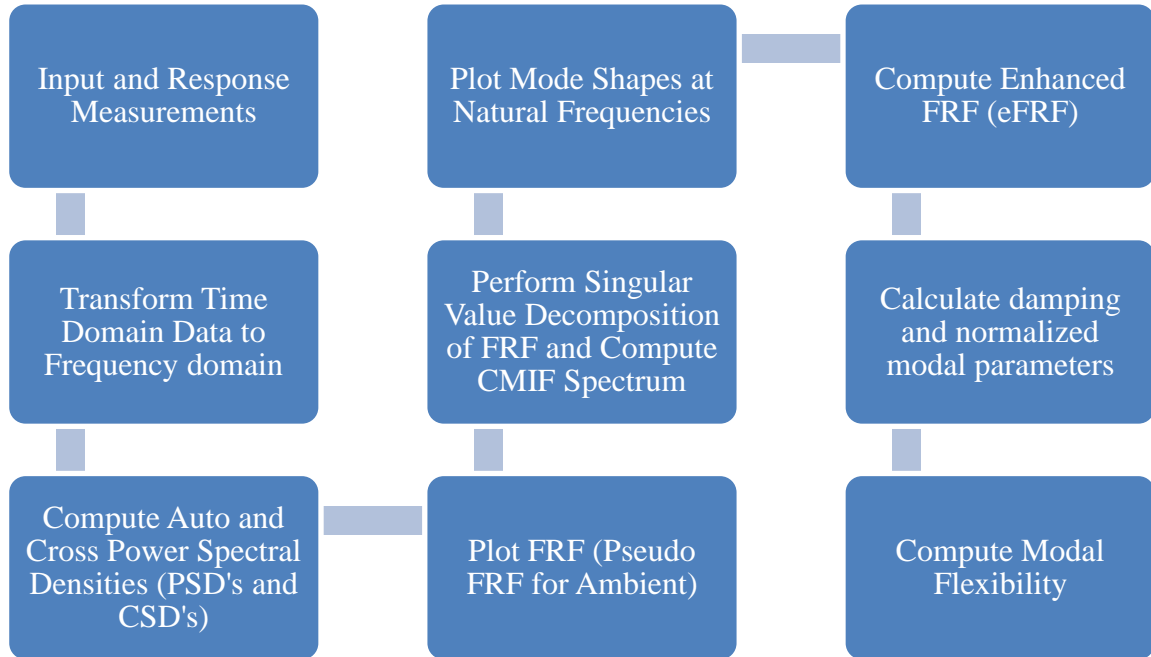 Input and Response
Measurements
Transform Time
Domain Data to
Frequency domain
Compute Auto and
Cross Power Spectral
Densities (PSD's and
CSD's)
Plot FRF (Pseudo
FRF for Ambient)
Perform Singular
Value Decomposition
of FRF and Compute
CMIF Spectrum
Plot Mode Shapes at
Natural Frequencies
Compute Enhanced
FRF (eFRF)
Calculate damping
and normalized
modal parameters
Compute Modal
Flexibility